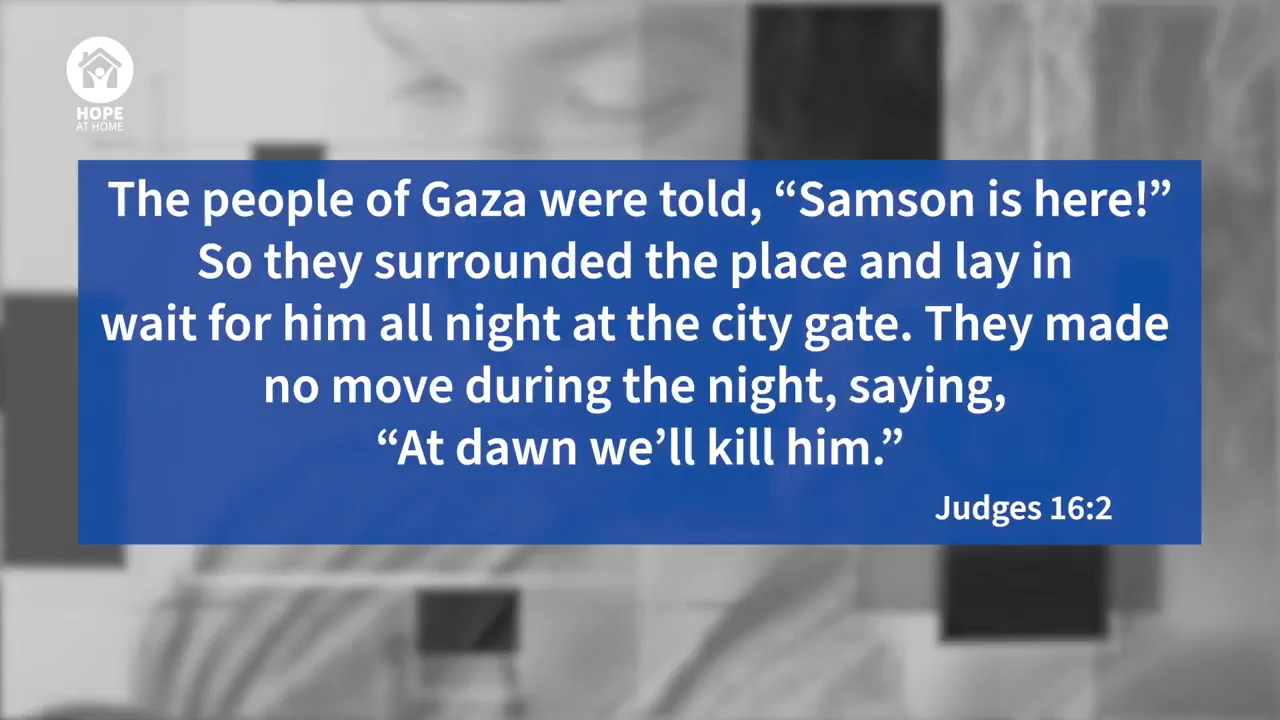 HOPE
AT HOME
The people of Gaza were told, “Samson is here!”
So they surrounded the place and lay in
wait for him all night at the city gate. They made
no move during the night, saying,
“At dawn we’ll kill him.”
Judges 16:2